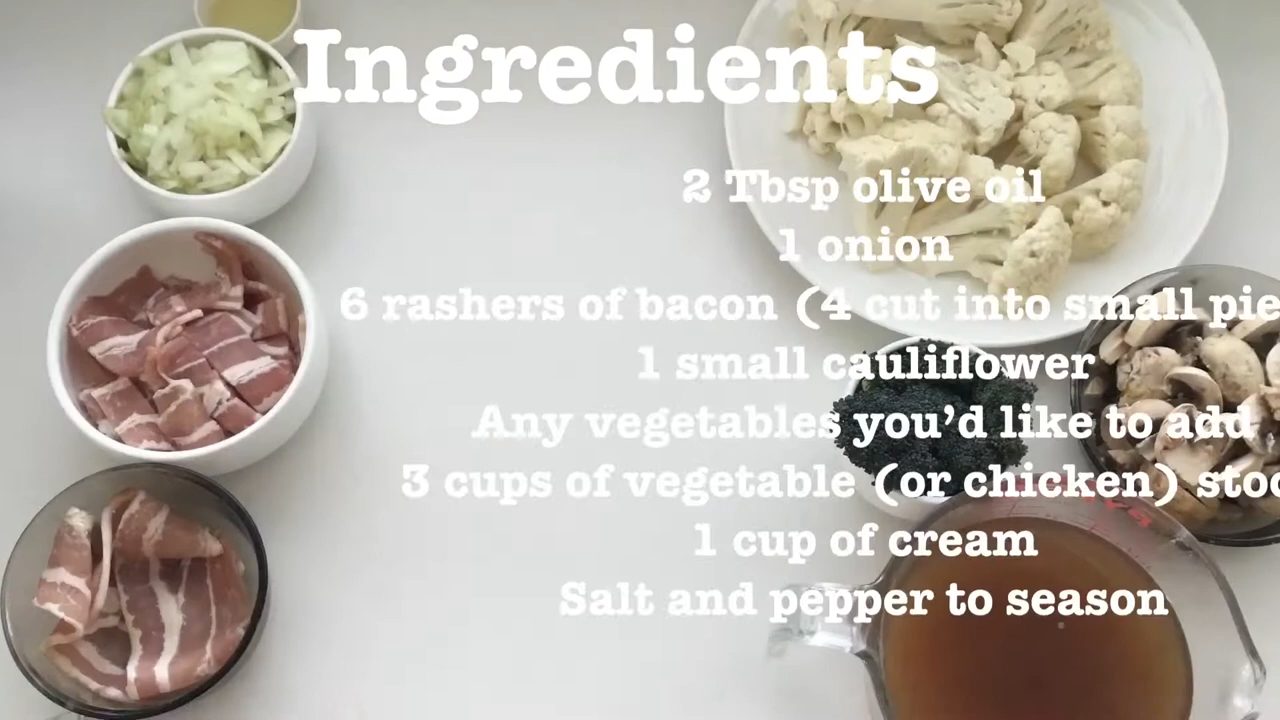 Ingredients
2 Tbsp olive oil
1 onion
6 rashers of bacon (4 cut into small pie
1 small cauliflower
Any vegetables you’d like to add
3 cups of vegetable (or chicken) stoc
1 cup of cream
Salt and pepper to season